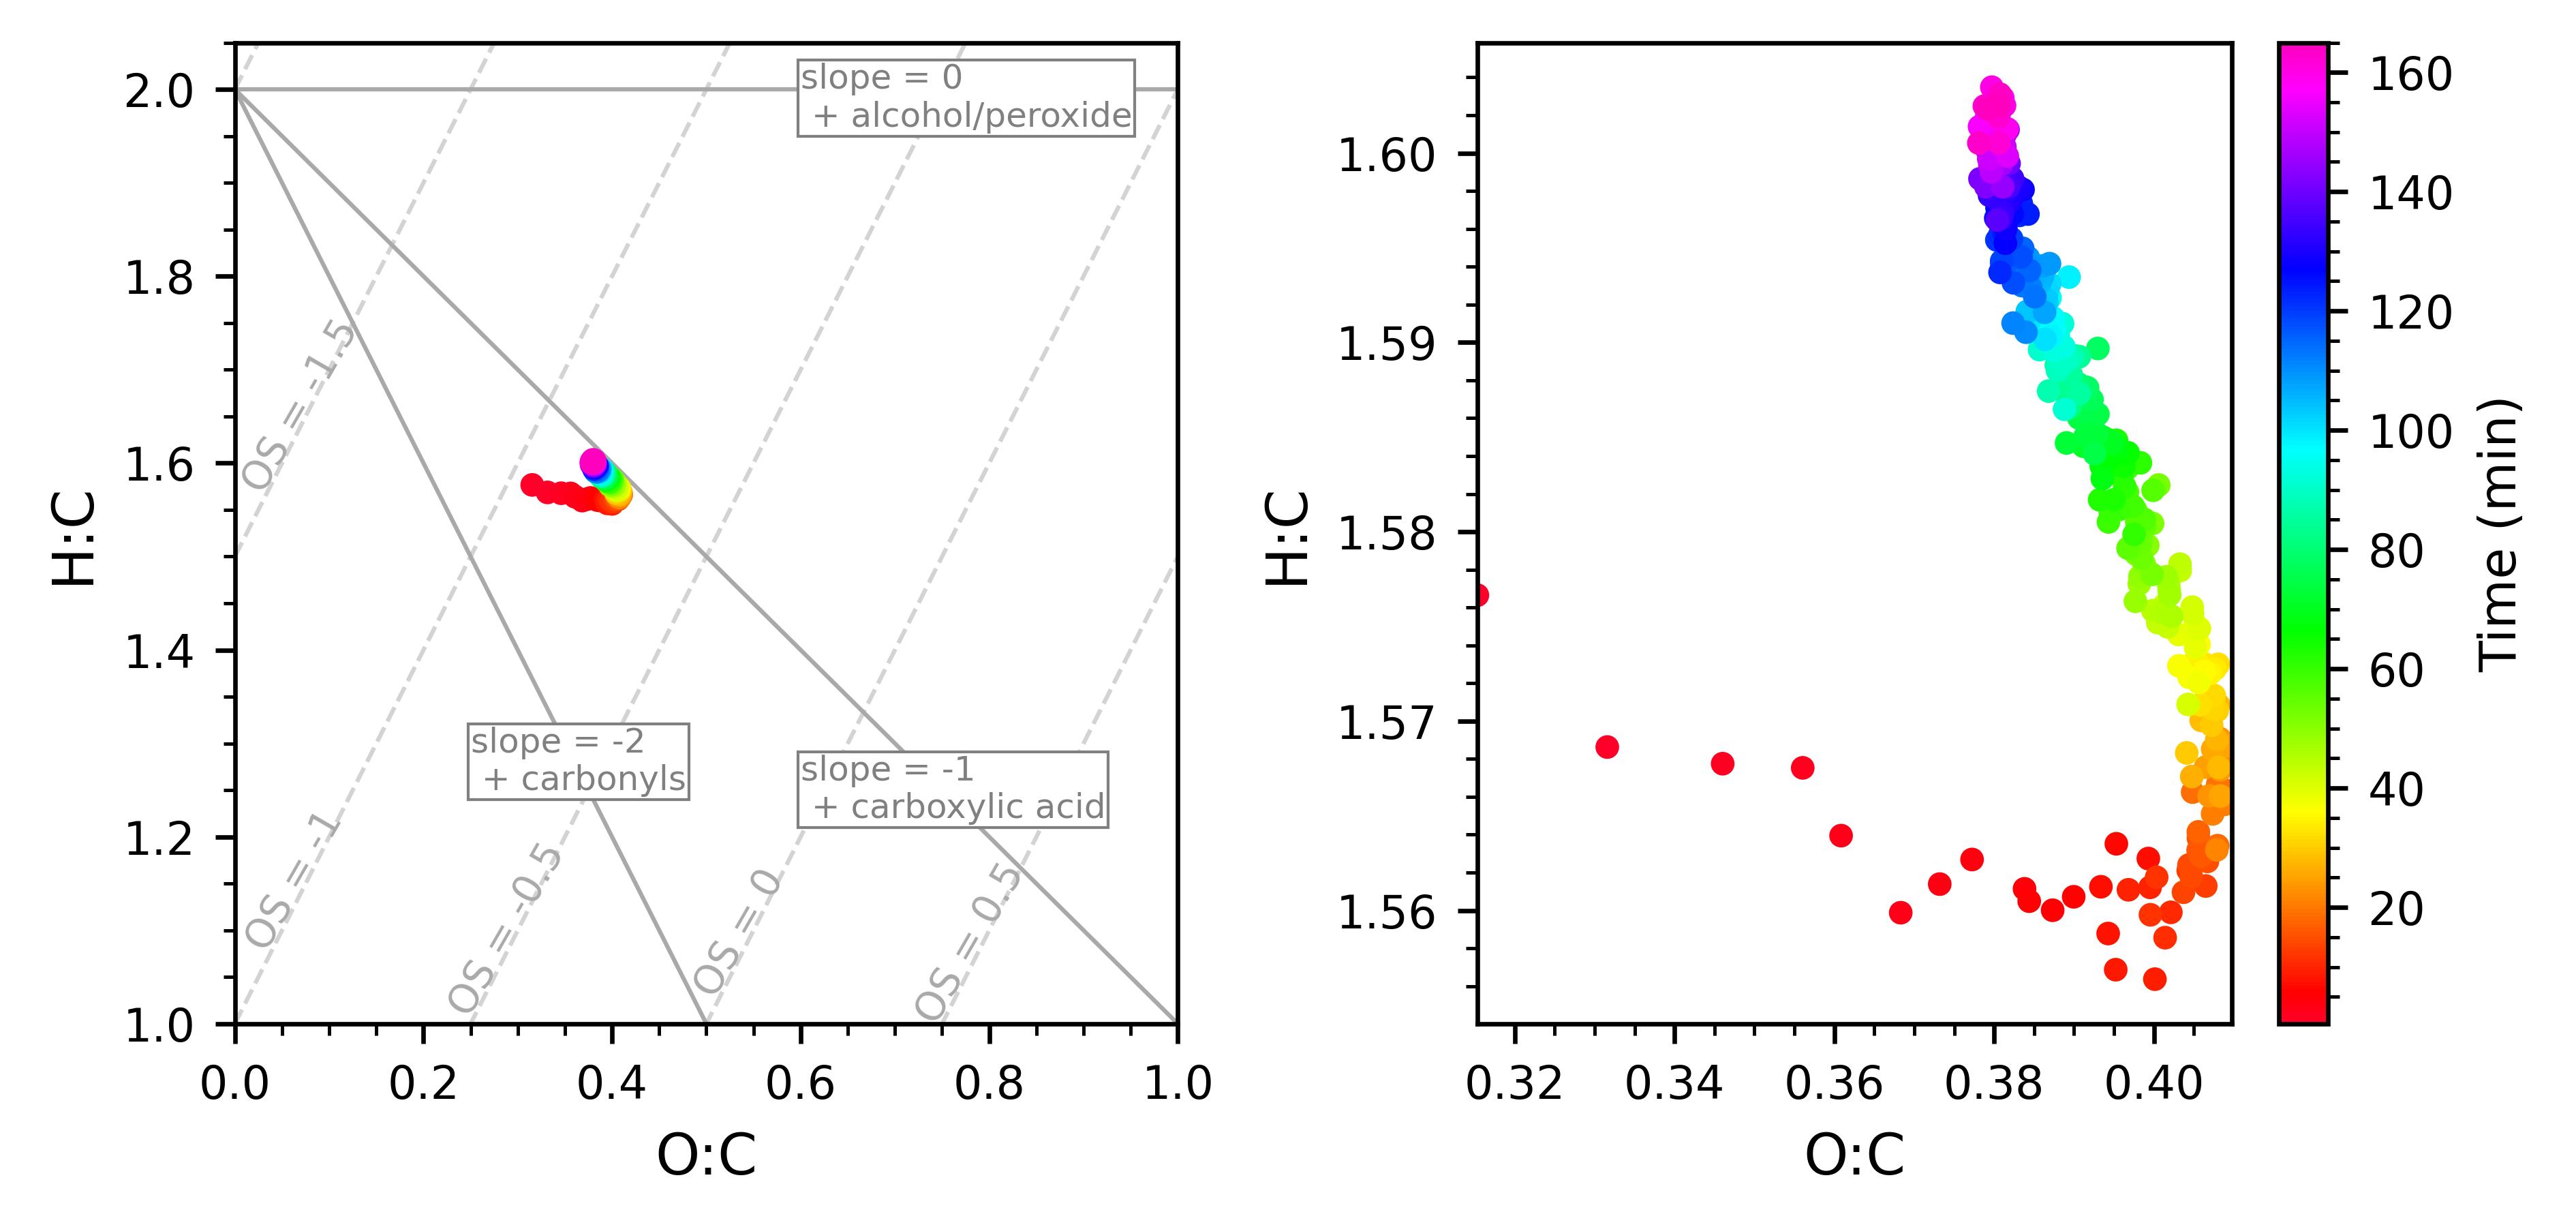 2.0
1.8
1.6
1.4
1.2
1.0
H:C
0.0 0.2 0.4 0.6 0.8 1.0
O:C
slope = 0
+ alcohol/peroxide
slope = -2
+ carbonyls
slope = -1
+ carboxylic acid
OS = -1.5
OS = -1
OS = -0.5
OS = 0
OS = 0.5
1.60
1.59
1.58
1.57
1.56
H:C
0.32 0.34 0.36 0.38 0.40
O:C
160
140
120
100
80
60
40
20
Time (min)